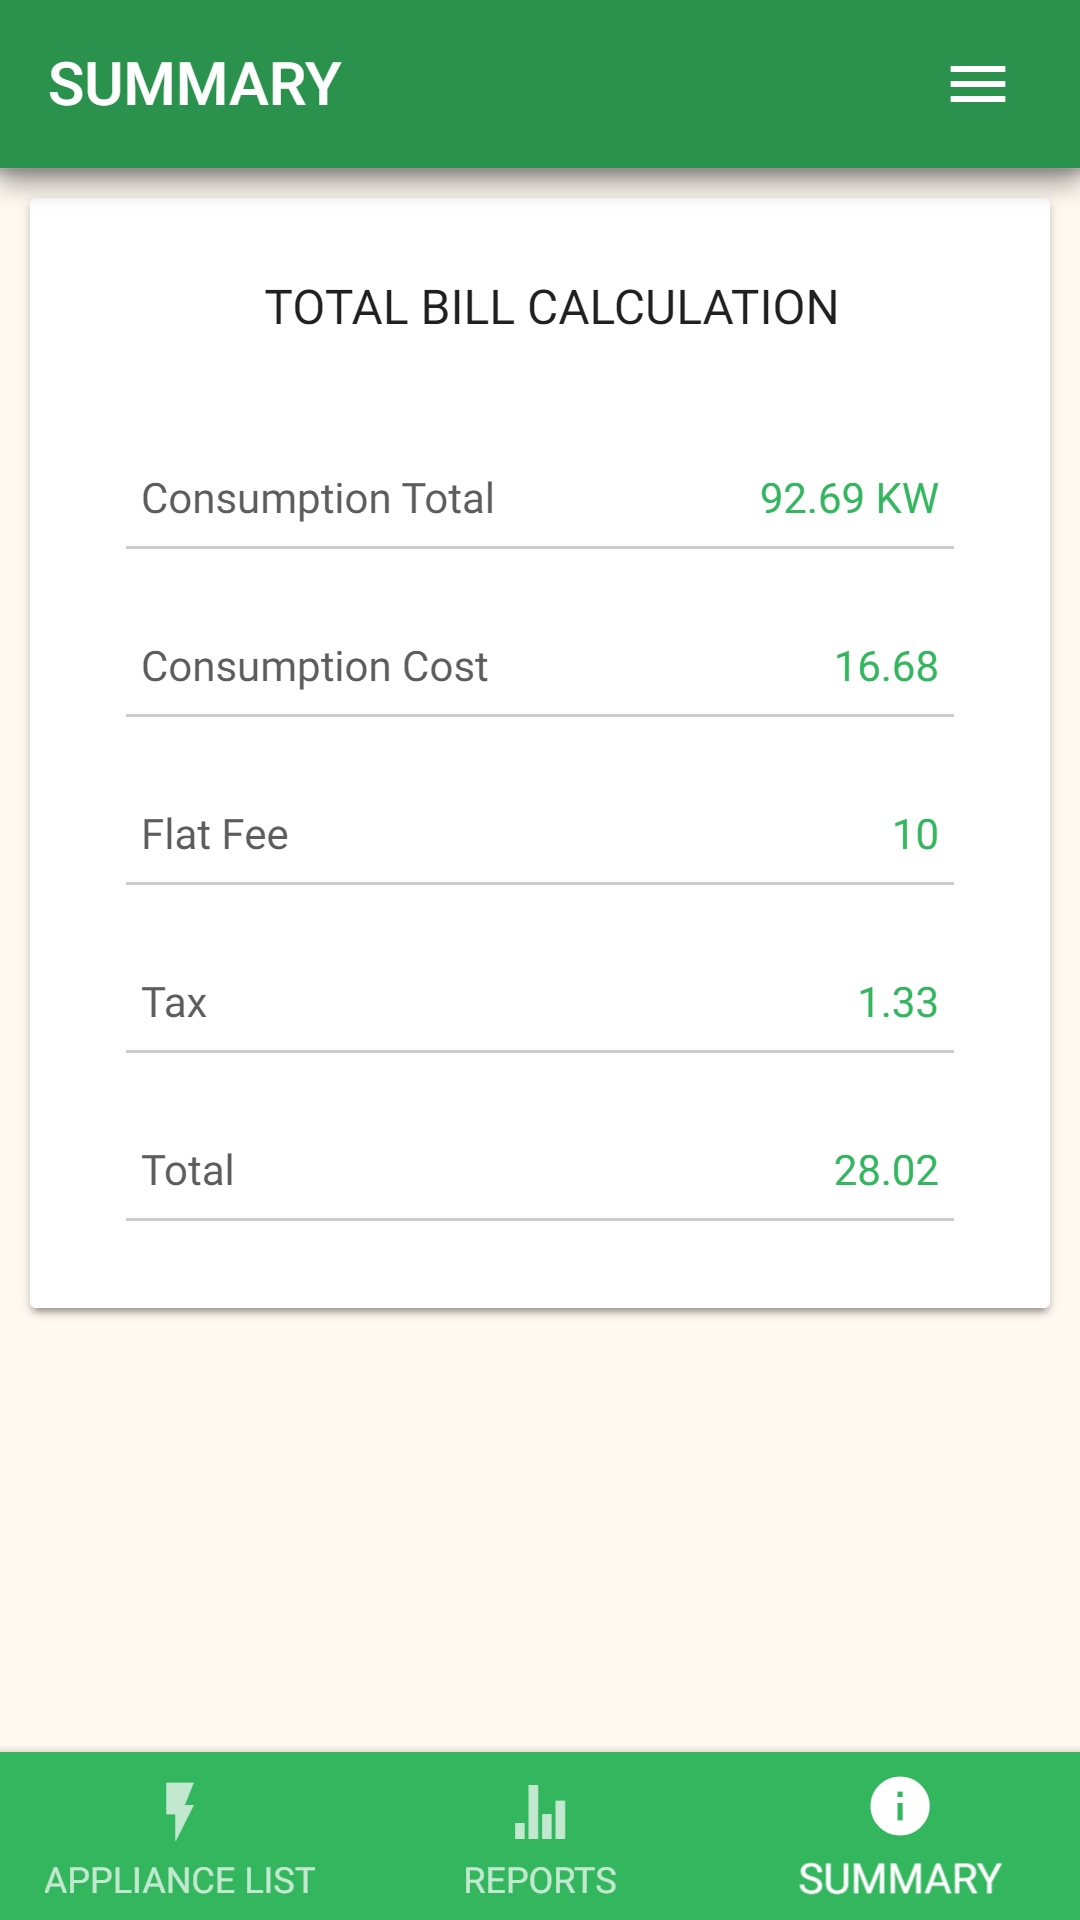 SUMMARY
TOTAL BILL CALCULATION
Consumption Total 92.69 KW
Consumption Cost 16.68
Flat Fee 10
Tax 1.33
Total 28.02
APPLIANCE LIST REPORTS SUMMARY